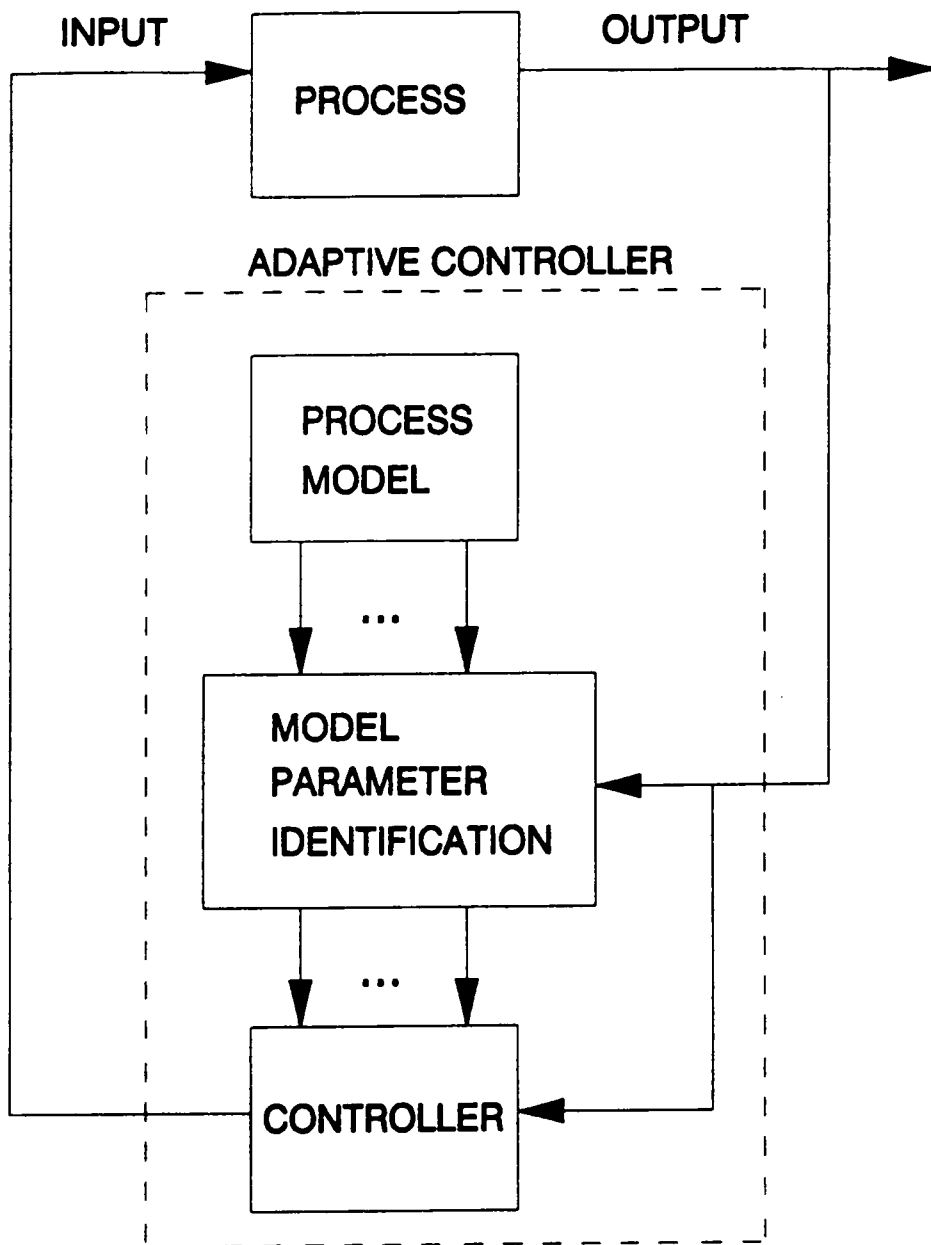 INPUT
OUTPUT
PROCESS
ADAPTIVE CONTROLLER
PROCESS
MODEL
...
MODEL
PARAMETER
IDENTIFICATION
...
CONTROLLER